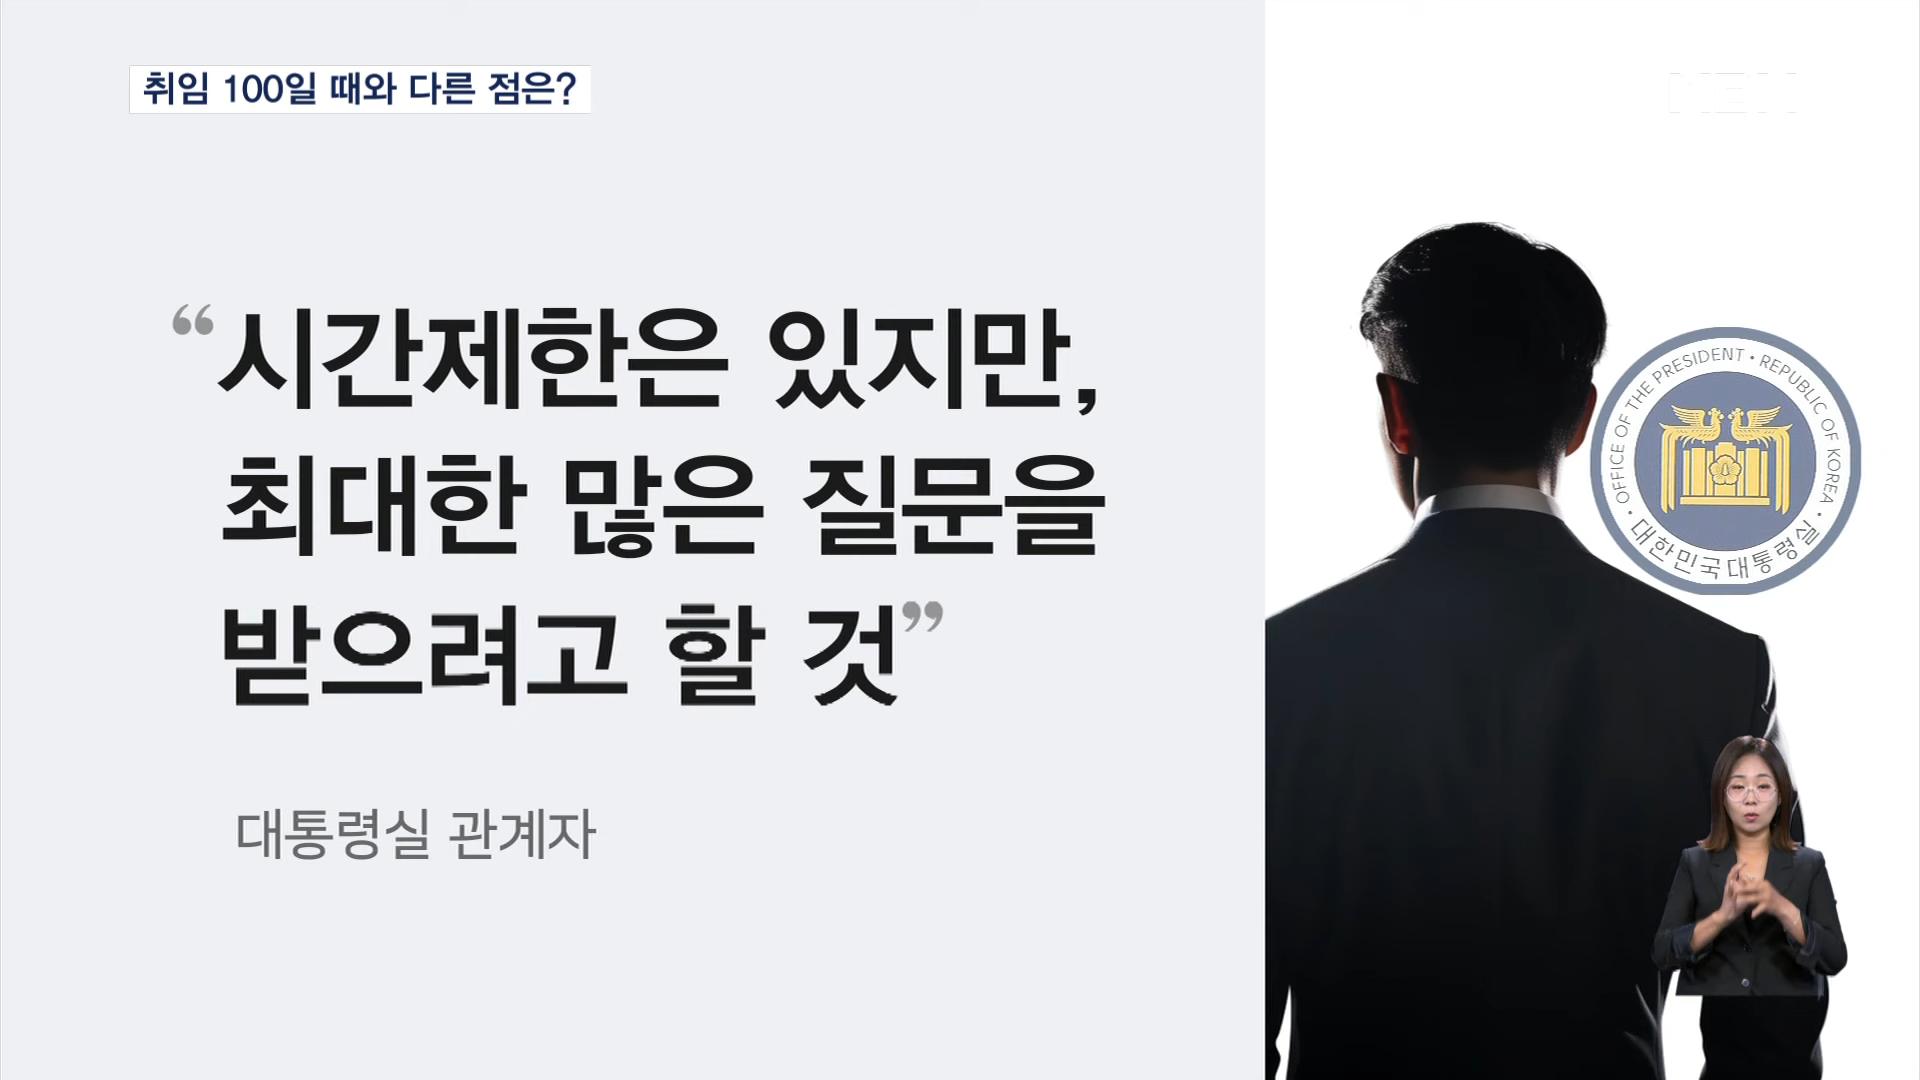 취임 100일 때와 다른 점은?
MBN
“시간제한은 있지만,
최대한 많은 질문을
받으려고 할 것”
대통령실 관계자
OFFICE OF THE PRESIDENT • REPUBLIC OF KOREA •
대한민국 대통령실